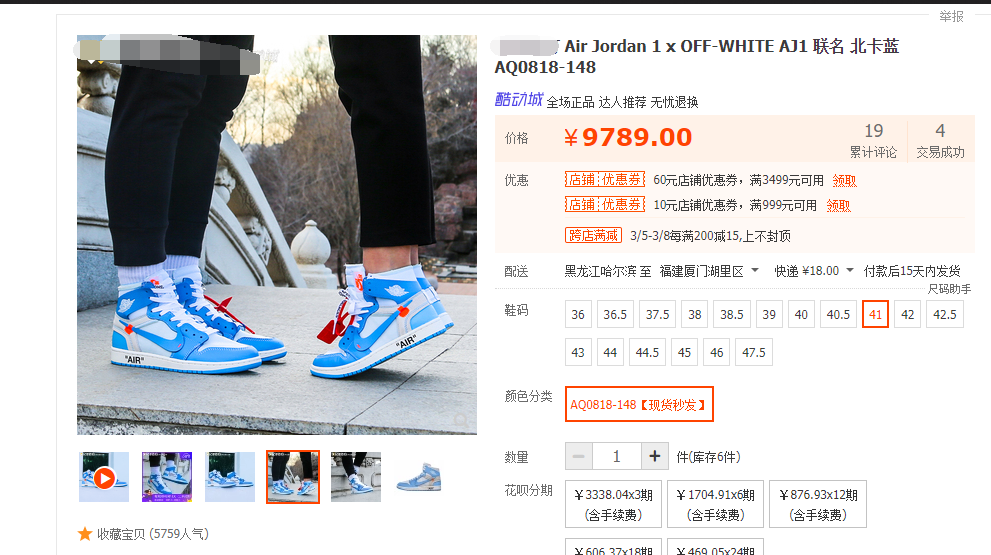 举报
Air Jordan 1 x OFF-WHITE AJ1 联名 北卡蓝
AQ0818-148
酷动城 全场正品 达人推荐 无忧退换
价格 ¥9789.00 19 累计评论 4 交易成功
优惠 店铺优惠券 60元店铺优惠券，满3499元可用 领取
店铺优惠券 10元店铺优惠券，满999元可用 领取
跨店满减 3/5-3/8每满200减15,上不封顶
配送 黑龙江哈尔滨 至 福建厦门湖里区 快递 ¥18.00 付款后15天内发货
尺码助手
鞋码 36 36.5 37.5 38 38.5 39 40 40.5 41 42 42.5
43 44 44.5 45 46 47.5
颜色分类 AQ0818-148【现货秒发】
数量 − 1 + 件(库存6件)
花呗分期 ¥3338.04x3期 ¥1704.91x6期 ¥876.93x12期
(含手续费) (含手续费) (含手续费)
¥606.37x18期 ¥469.05x24期
"AIR" "AIR"
收藏宝贝 (5759人气)